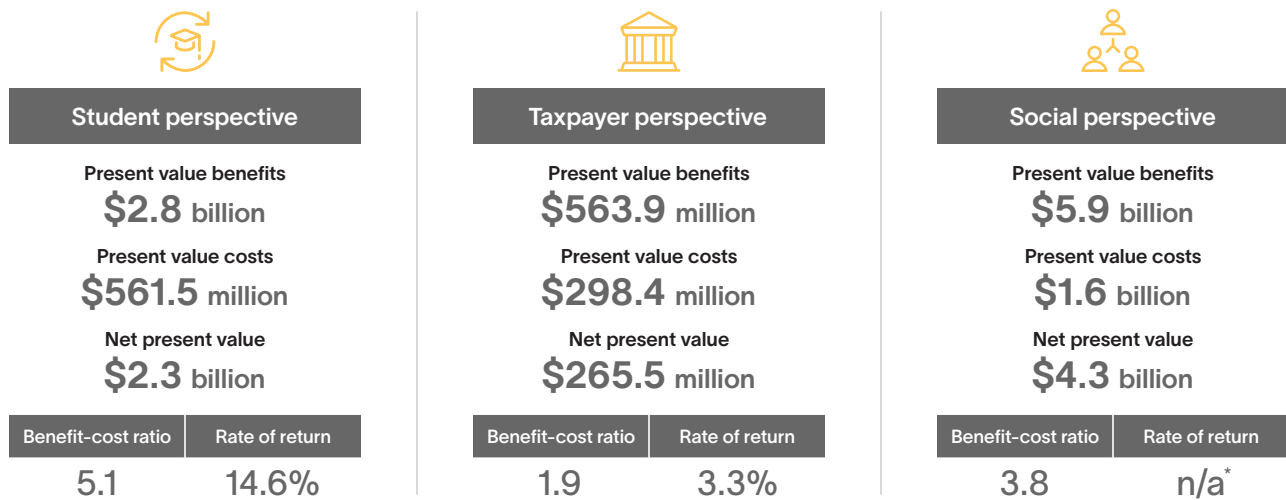 Student perspective
Present value benefits
$2.8 billion
Present value costs
$561.5 million
Net present value
$2.3 billion
Benefit-cost ratio
Rate of return
5.1
14.6%
Taxpayer perspective
Present value benefits
$563.9 million
Present value costs
$298.4 million
Net present value
$265.5 million
Benefit-cost ratio
Rate of return
1.9
3.3%
Social perspective
Present value benefits
$5.9 billion
Present value costs
$1.6 billion
Net present value
$4.3 billion
Benefit-cost ratio
Rate of return
3.8
n/a*